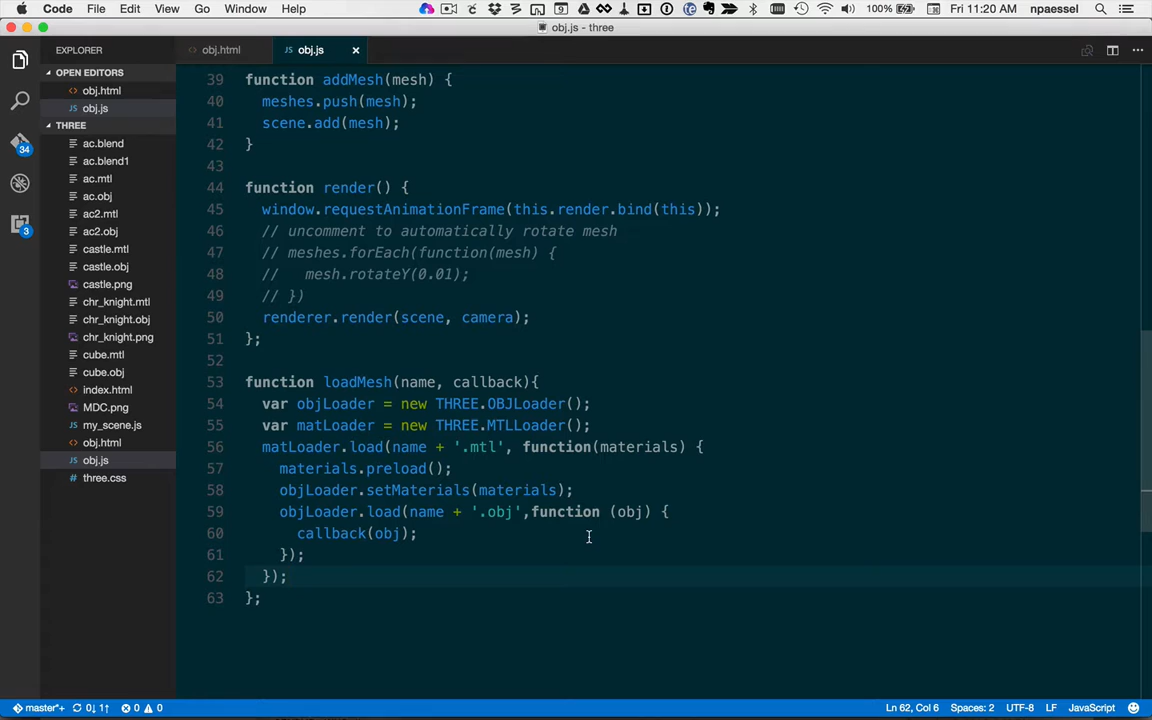 Code File Edit View Go Window Help 100% Fri 11:20 AM npaessel
obj.js - three
EXPLORER
obj.html
obj.js
OPEN EDITORS
obj.html
obj.js
THREE
ac.blend
ac.blend1
ac.mtl
ac.obj
ac2.mtl
ac2.obj
castle.mtl
castle.obj
castle.png
chr_knight.mtl
chr_knight.obj
chr_knight.png
cube.mtl
cube.obj
index.html
MDC.png
my_scene.js
obj.html
obj.js
three.css
34
3
39 function addMesh(mesh) {
40 meshes.push(mesh);
41 scene.add(mesh);
42 }
43
44 function render() {
45 window.requestAnimationFrame(this.render.bind(this));
46 // uncomment to automatically rotate mesh
47 // meshes.forEach(function(mesh) {
48 // mesh.rotateY(0.01);
49 // })
50 renderer.render(scene, camera);
51 };
52
53 function loadMesh(name, callback){
54 var objLoader = new THREE.OBJLoader();
55 var matLoader = new THREE.MTLLoader();
56 matLoader.load(name + '.mtl', function(materials) {
57 materials.preload();
58 objLoader.setMaterials(materials);
59 objLoader.load(name + '.obj',function (obj) {
60 callback(obj);
61 });
62 });
63 };
master*+ 0↓ 1↑ 0 0 Ln 62, Col 6 Spaces: 2 UTF-8 LF JavaScript